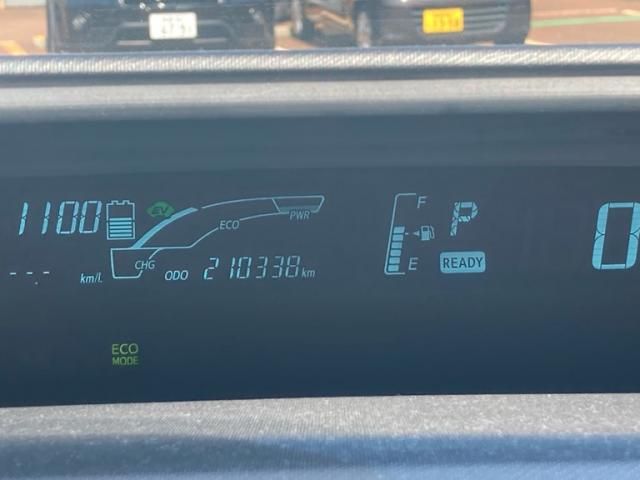 1100
EV
ECO
PWR
CHG
--.- km/L
ODO 210338 km
F
E
P
READY
0
ECO
MODE